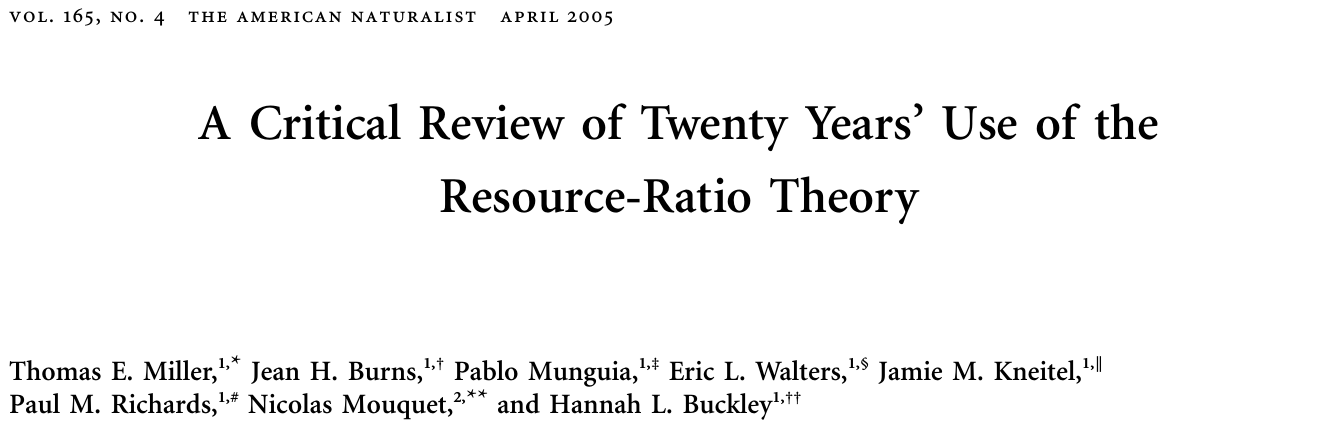 VOL. 165, NO. 4 THE AMERICAN NATURALIST APRIL 2005
A Critical Review of Twenty Years’ Use of the
Resource-Ratio Theory
Thomas E. Miller,1,* Jean H. Burns,1,† Pablo Munguia,1,‡ Eric L. Walters,1,§ Jamie M. Kneitel,1,‖
Paul M. Richards,1,# Nicolas Mouquet,2,** and Hannah L. Buckley1,††